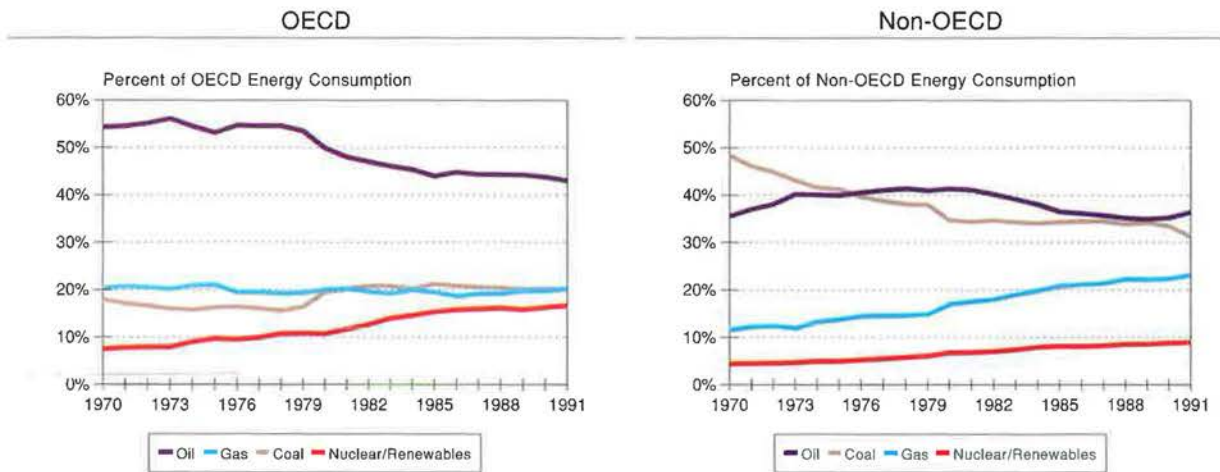 OECD
Percent of OECD Energy Consumption
60%
50%
40%
30%
20%
10%
0%
1970 1973 1976 1979 1982 1985 1988 1991
Oil Gas Coal Nuclear/Renewables
Non-OECD
Percent of Non-OECD Energy Consumption
60%
50%
40%
30%
20%
10%
0%
1970 1973 1976 1979 1982 1985 1988 1991
Oil Coal Gas Nuclear/Renewables